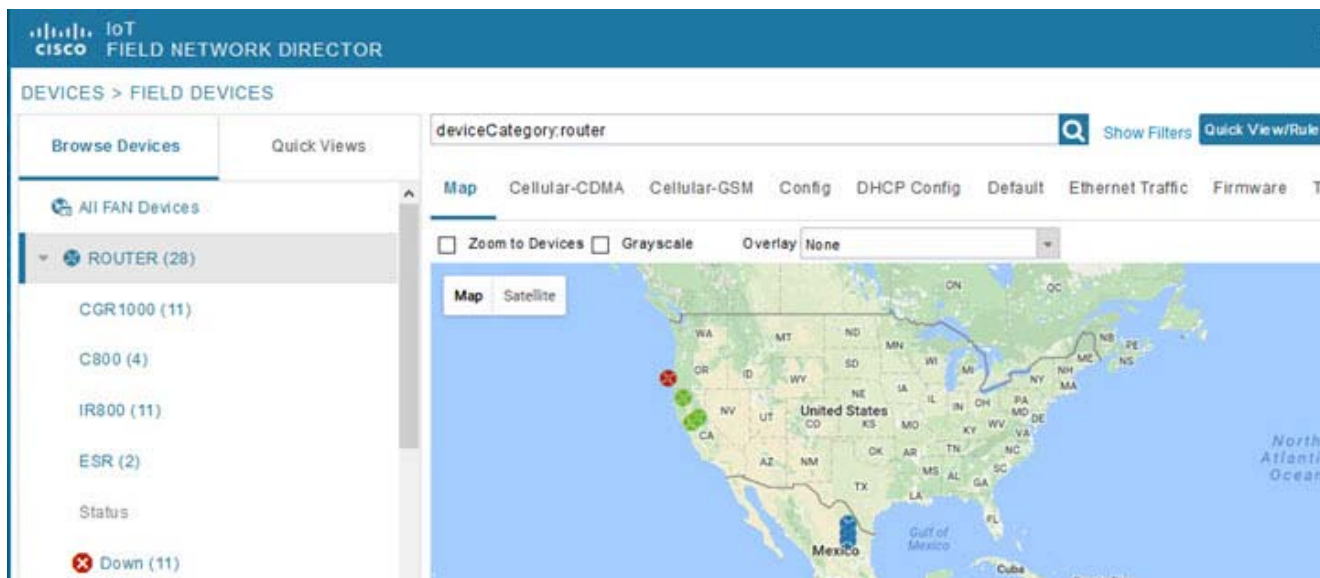 IoT
CISCO FIELD NETWORK DIRECTOR
DEVICES > FIELD DEVICES
Browse Devices
Quick Views
All FAN Devices
ROUTER (28)
CGR1000 (11)
C800 (4)
IR800 (11)
ESR (2)
Status
Down (11)
deviceCategory:router
Show Filters
Quick View/Rule
Map Cellular-CDMA Cellular-GSM Config DHCP Config Default Ethernet Traffic Firmware T
Zoom to Devices Grayscale Overlay None
Map Satellite
ON QC
WA MT ND MN NB PE
OR ID SD WI MI ME NS
WY NY NH
MA
NE IA IL IN OH PA
NV UT United States MD DE
CO KS MO KY WV VA
CA
AZ NM OK AR TN NC
MS AL SC
GA
TX LA
FL
North
Atlanti
Ocean
Gulf of
Mexico
Mexico
Cuba